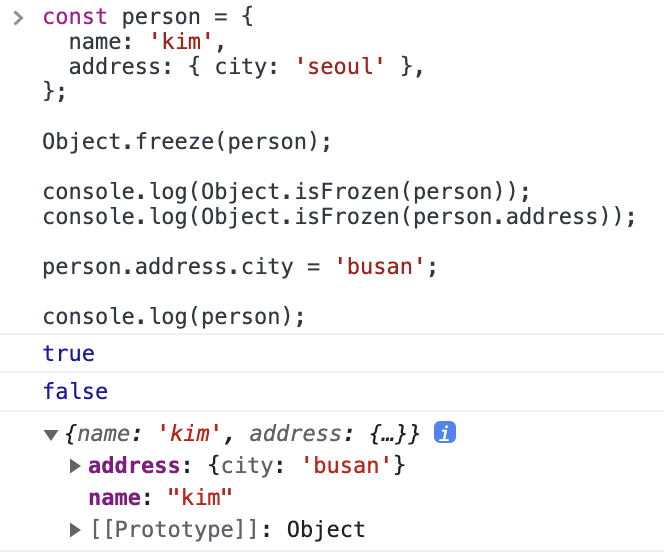 const person = {
  name: 'kim',
  address: { city: 'seoul' },
};
Object.freeze(person);
console.log(Object.isFrozen(person));
console.log(Object.isFrozen(person.address));
person.address.city = 'busan';
console.log(person);
true
false
{name: 'kim', address: {…}} i
address: {city: 'busan'}
name: "kim"
[[Prototype]]: Object